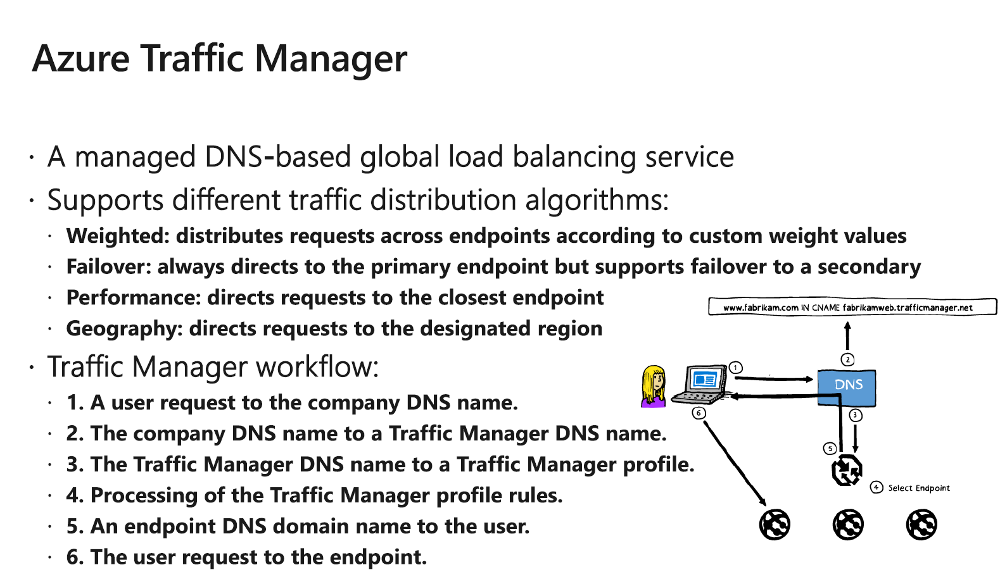 Azure Traffic Manager
· A managed DNS-based global load balancing service
· Supports different traffic distribution algorithms:
· Weighted: distributes requests across endpoints according to custom weight values
· Failover: always directs to the primary endpoint but supports failover to a secondary
· Performance: directs requests to the closest endpoint
· Geography: directs requests to the designated region
· Traffic Manager workflow:
· 1. A user request to the company DNS name.
· 2. The company DNS name to a Traffic Manager DNS name.
· 3. The Traffic Manager DNS name to a Traffic Manager profile.
· 4. Processing of the Traffic Manager profile rules.
· 5. An endpoint DNS domain name to the user.
· 6. The user request to the endpoint.
www.fabrikam.com IN CNAME fabrikamweb.trafficmanager.net
2
1
DNS
6
3
5
4 Select Endpoint